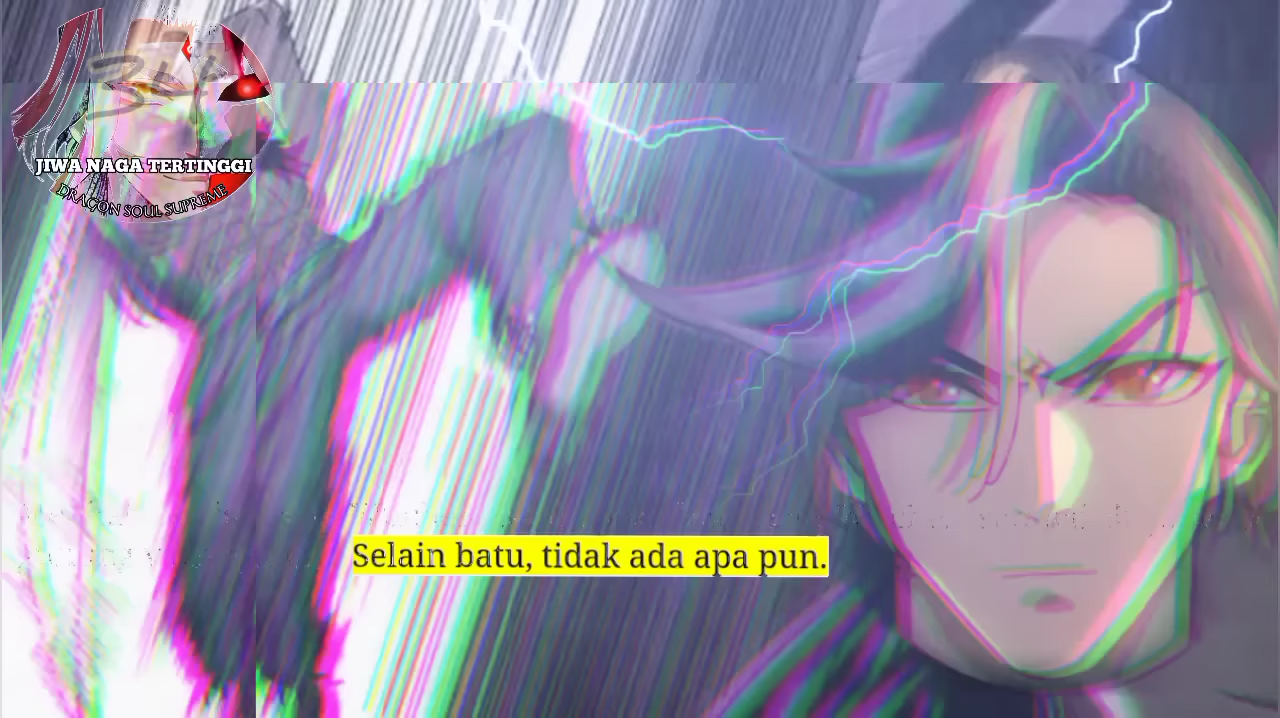 JIWA NAGA TERTINGGI
DRAGON SOUL SUPREME
Selain batu, tidak ada apa pun.